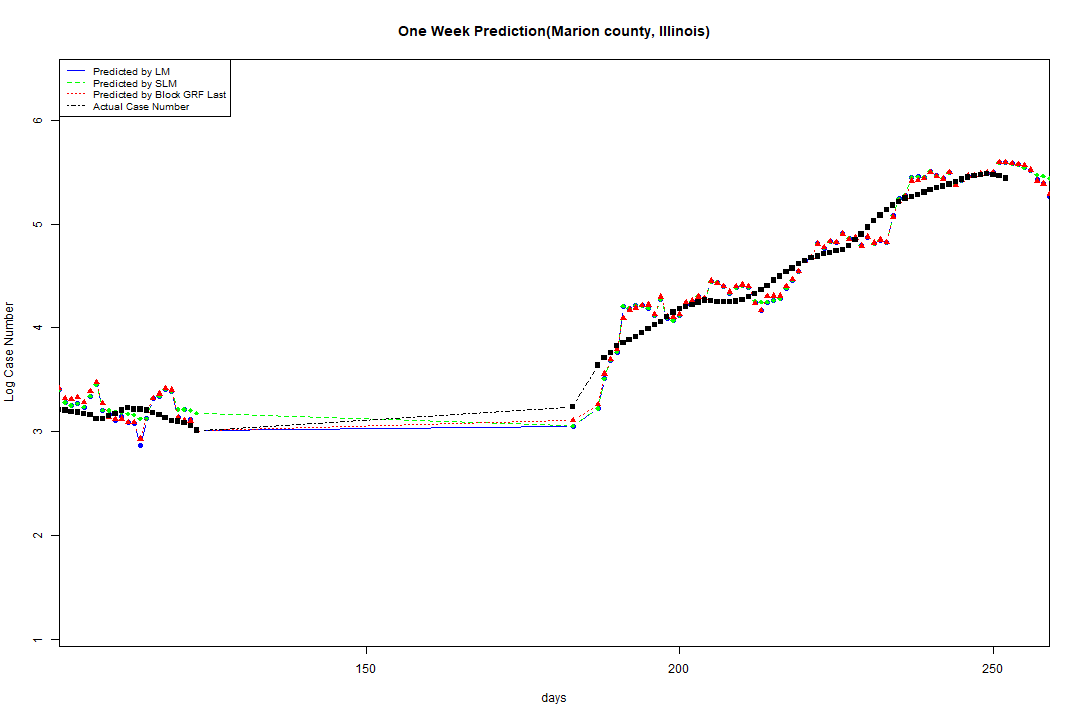 One Week Prediction(Marion county, Illinois)
Predicted by LM
Predicted by SLM
Predicted by Block GRF Last
Actual Case Number
6
5
4
3
2
1
Log Case Number
150
200
250
days